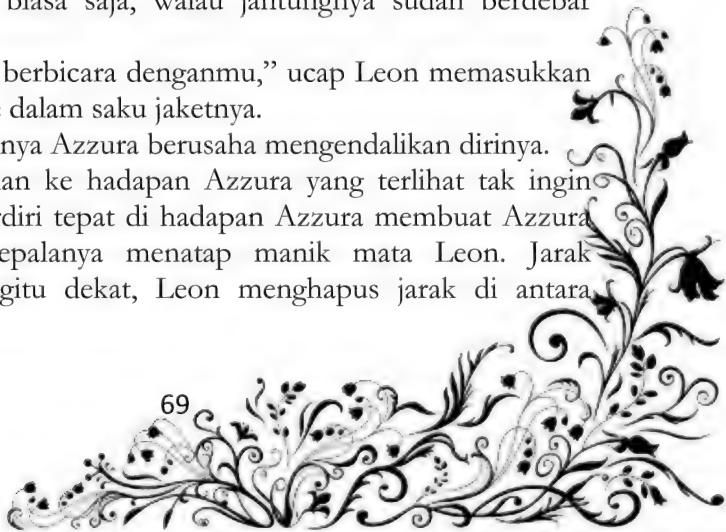 biasa saja, walau jantungnya sudah berdebar
berbicara denganmu,” ucap Leon memasukkan
dalam saku jaketnya.
nya Azzura berusaha mengendalikan dirinya.
an ke hadapan Azzura yang terlihat tak ingin
rdiri tepat di hadapan Azzura membuat Azzura
epalanya menatap manik mata Leon. Jarak
gitu dekat, Leon menghapus jarak di antara
69